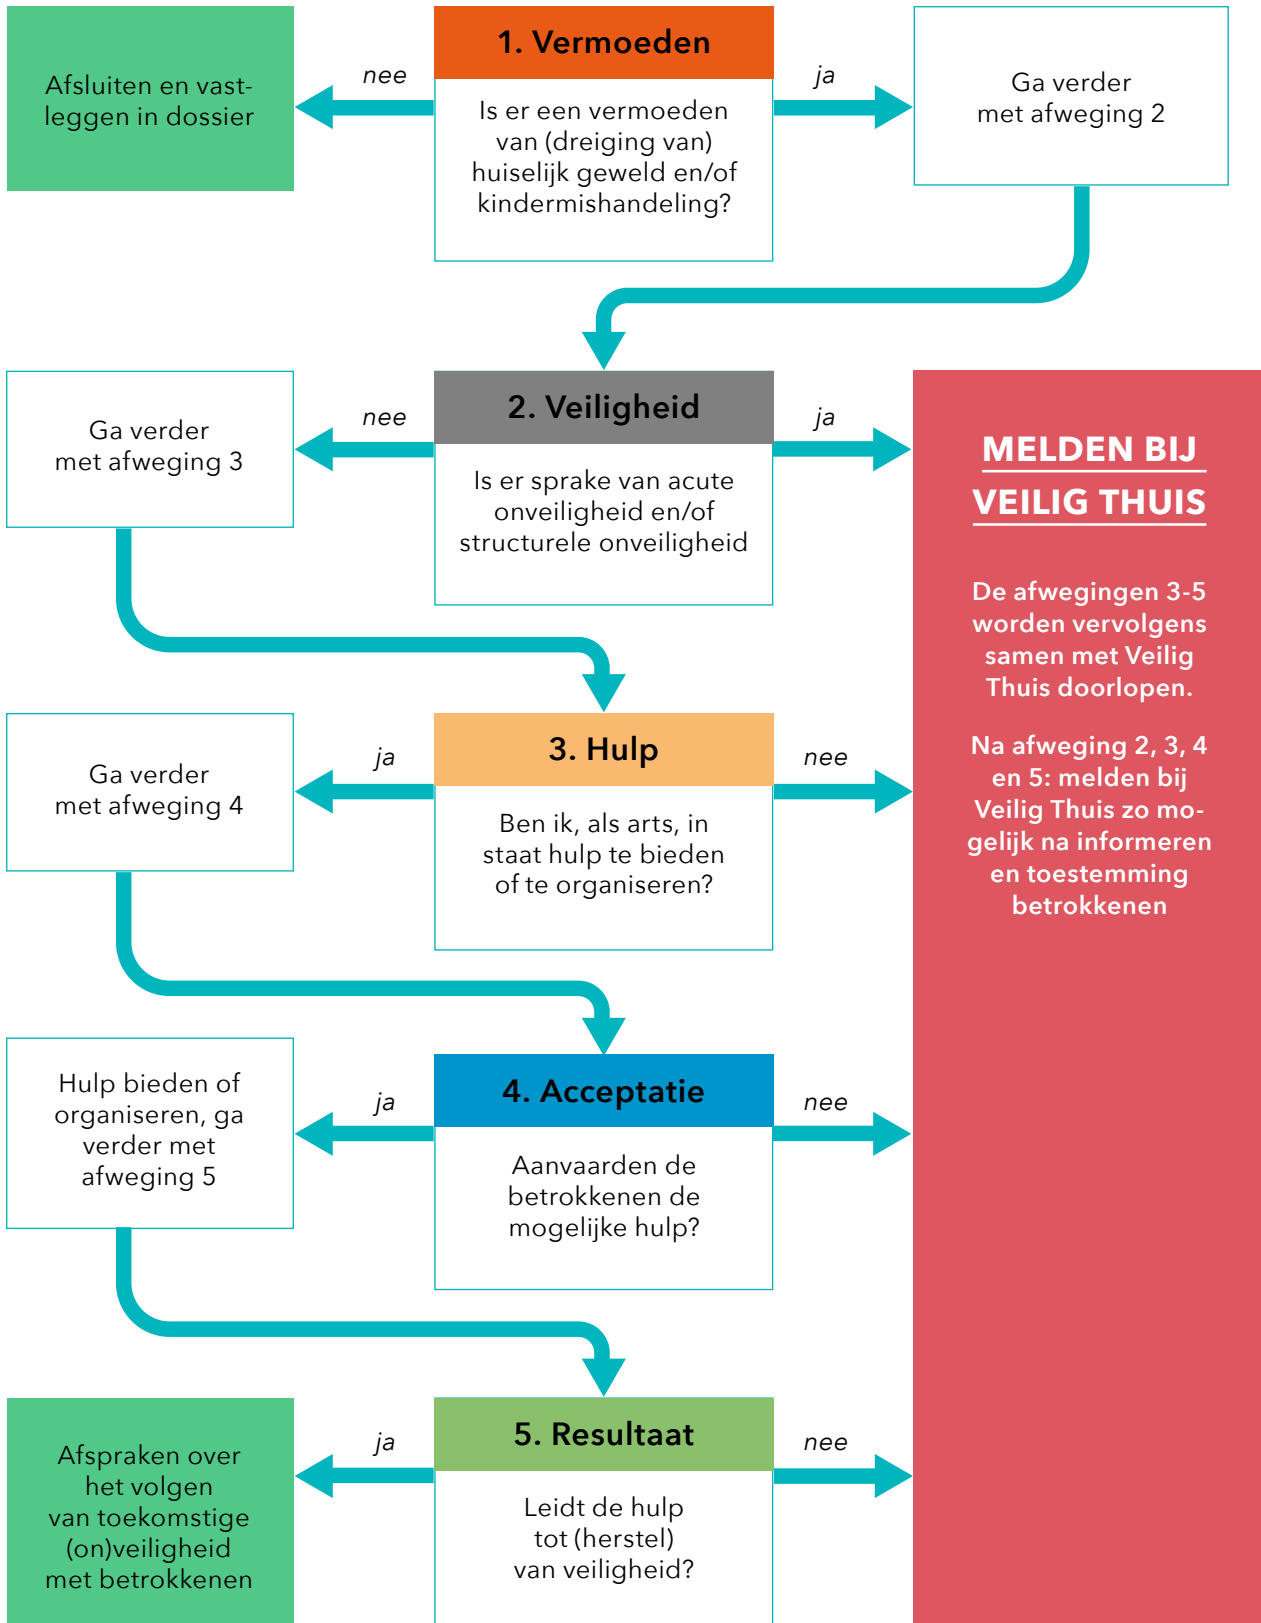 1. Vermoeden
nee
ja
Afsluiten en vast-
leggen in dossier
Is er een vermoeden
van (dreiging van)
huiselijk geweld en/of
kindermishandeling?
Ga verder
met afweging 2
2. Veiligheid
nee
ja
Ga verder
met afweging 3
Is er sprake van acute
onveiligheid en/of
structurele onveiligheid
MELDEN BIJ
VEILIG THUIS
De afwegingen 3-5
worden vervolgens
samen met Veilig
Thuis doorlopen.
Na afweging 2, 3, 4
en 5: melden bij
Veilig Thuis zo mo-
gelijk na informeren
en toestemming
betrokkenen
3. Hulp
ja
nee
Ga verder
met afweging 4
Ben ik, als arts, in
staat hulp te bieden
of te organiseren?
4. Acceptatie
ja
nee
Hulp bieden of
organiseren, ga
verder met
afweging 5
Aanvaarden de
betrokkenen de
mogelijke hulp?
5. Resultaat
ja
nee
Afspraken over
het volgen
van toekomstige
(on)veiligheid
met betrokkenen
Leidt de hulp
tot (herstel)
van veiligheid?